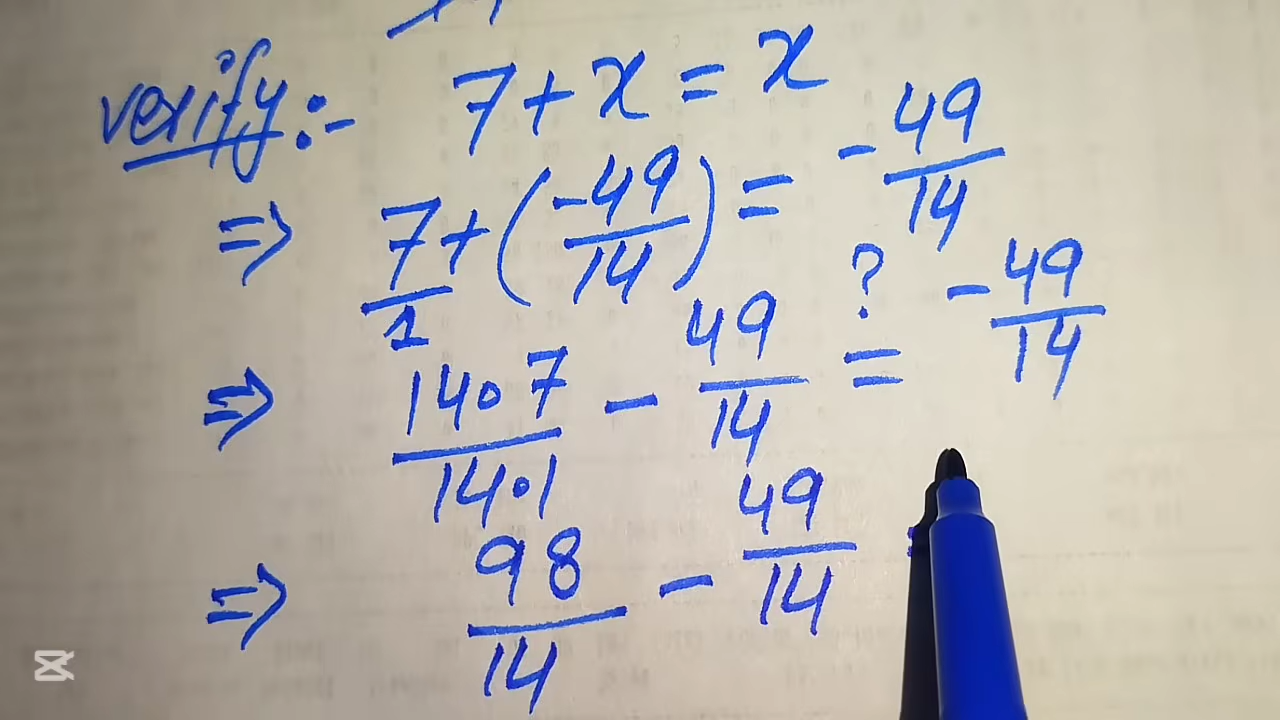 verify :- 7 + x = x
=> 7/1 + (-49/14) = -49/14
=> 14•7/14•1 - 49/14 ?= -49/14
=> 98/14 - 49/14